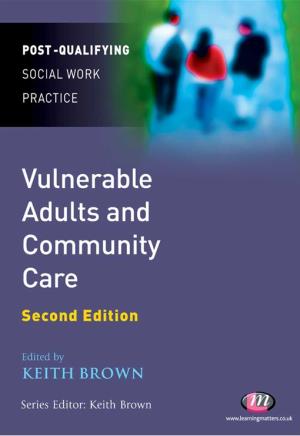 POST-QUALIFYING
SOCIAL WORK
PRACTICE
Vulnerable
Adults and
Community
Care
Second Edition
Edited by
KEITH BROWN
Series Editor: Keith Brown
www.learningmatters.co.uk